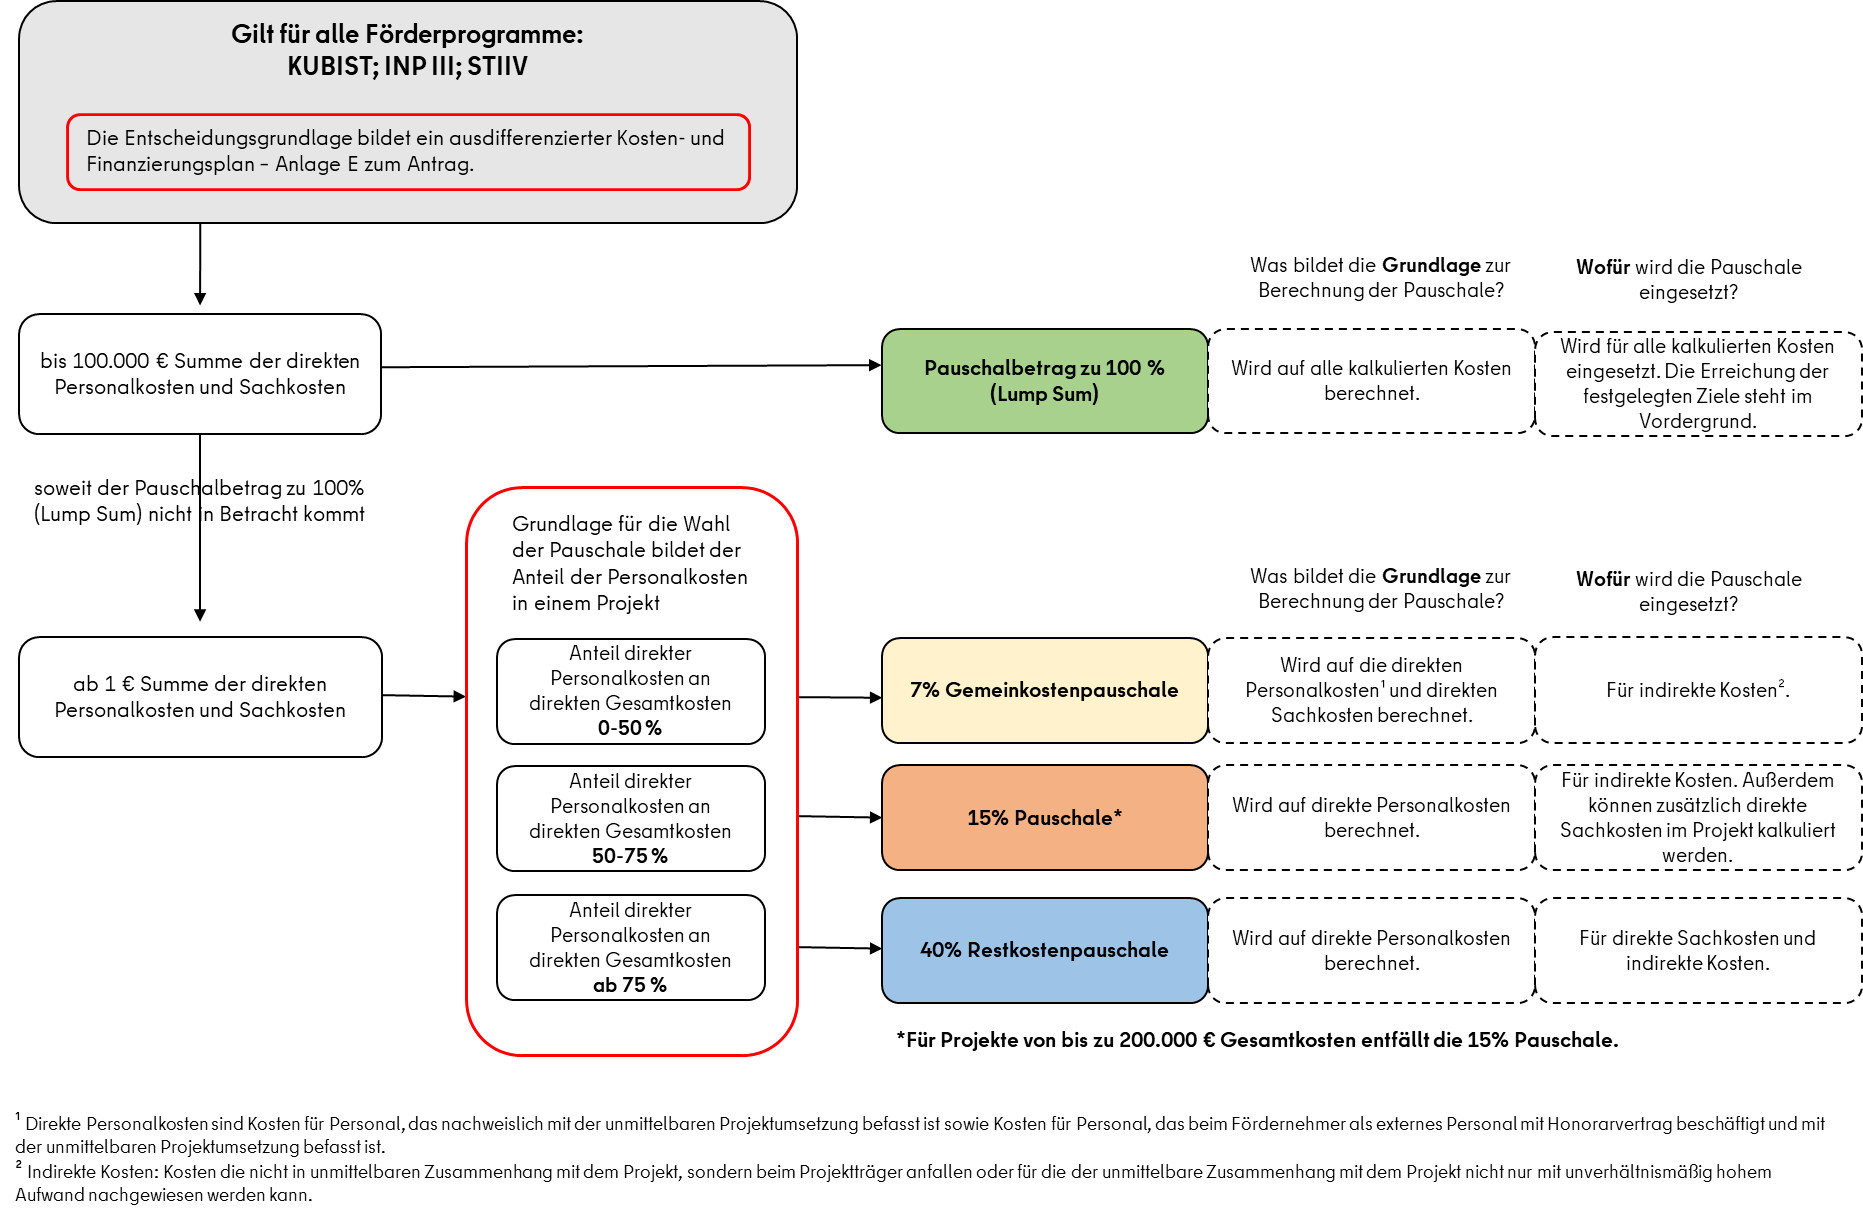 Gilt für alle Förderprogramme:
KUBIST; INP III; STIIV
Die Entscheidungsgrundlage bildet ein ausdifferenzierter Kosten- und
Finanzierungsplan – Anlage E zum Antrag.
Was bildet die Grundlage zur
Berechnung der Pauschale?
Wofür wird die Pauschale
eingesetzt?
bis 100.000 € Summe der direkten
Personalkosten und Sachkosten
Pauschalbetrag zu 100 %
(Lump Sum)
Wird auf alle kalkulierten Kosten
berechnet.
Wird für alle kalkulierten Kosten
eingesetzt. Die Erreichung der
festgelegten Ziele steht im
Vordergrund.
soweit der Pauschalbetrag zu 100%
(Lump Sum) nicht in Betracht kommt
Grundlage für die Wahl
der Pauschale bildet der
Anteil der Personalkosten
in einem Projekt
Was bildet die Grundlage zur
Berechnung der Pauschale?
Wofür wird die Pauschale
eingesetzt?
ab 1 € Summe der direkten
Personalkosten und Sachkosten
Anteil direkter
Personalkosten an
direkten Gesamtkosten
0-50 %
7% Gemeinkostenpauschale
Wird auf die direkten
Personalkosten¹ und direkten
Sachkosten berechnet.
Für indirekte Kosten².
Anteil direkter
Personalkosten an
direkten Gesamtkosten
50-75 %
15% Pauschale*
Wird auf direkte Personalkosten
berechnet.
Für indirekte Kosten. Außerdem
können zusätzlich direkte
Sachkosten im Projekt kalkuliert
werden.
Anteil direkter
Personalkosten an
direkten Gesamtkosten
ab 75 %
40% Restkostenpauschale
Wird auf direkte Personalkosten
berechnet.
Für direkte Sachkosten und
indirekte Kosten.
*Für Projekte von bis zu 200.000 € Gesamtkosten entfällt die 15% Pauschale.
¹ Direkte Personalkosten sind Kosten für Personal, das nachweislich mit der unmittelbaren Projektumsetzung befasst ist sowie Kosten für Personal, das beim Fördernehmer als externes Personal mit Honorarvertrag beschäftigt und mit
der unmittelbaren Projektumsetzung befasst ist.
² Indirekte Kosten: Kosten die nicht in unmittelbaren Zusammenhang mit dem Projekt, sondern beim Projektträger anfallen oder für die der unmittelbare Zusammenhang mit dem Projekt nicht nur mit unverhältnismäßig hohem
Aufwand nachgewiesen werden kann.